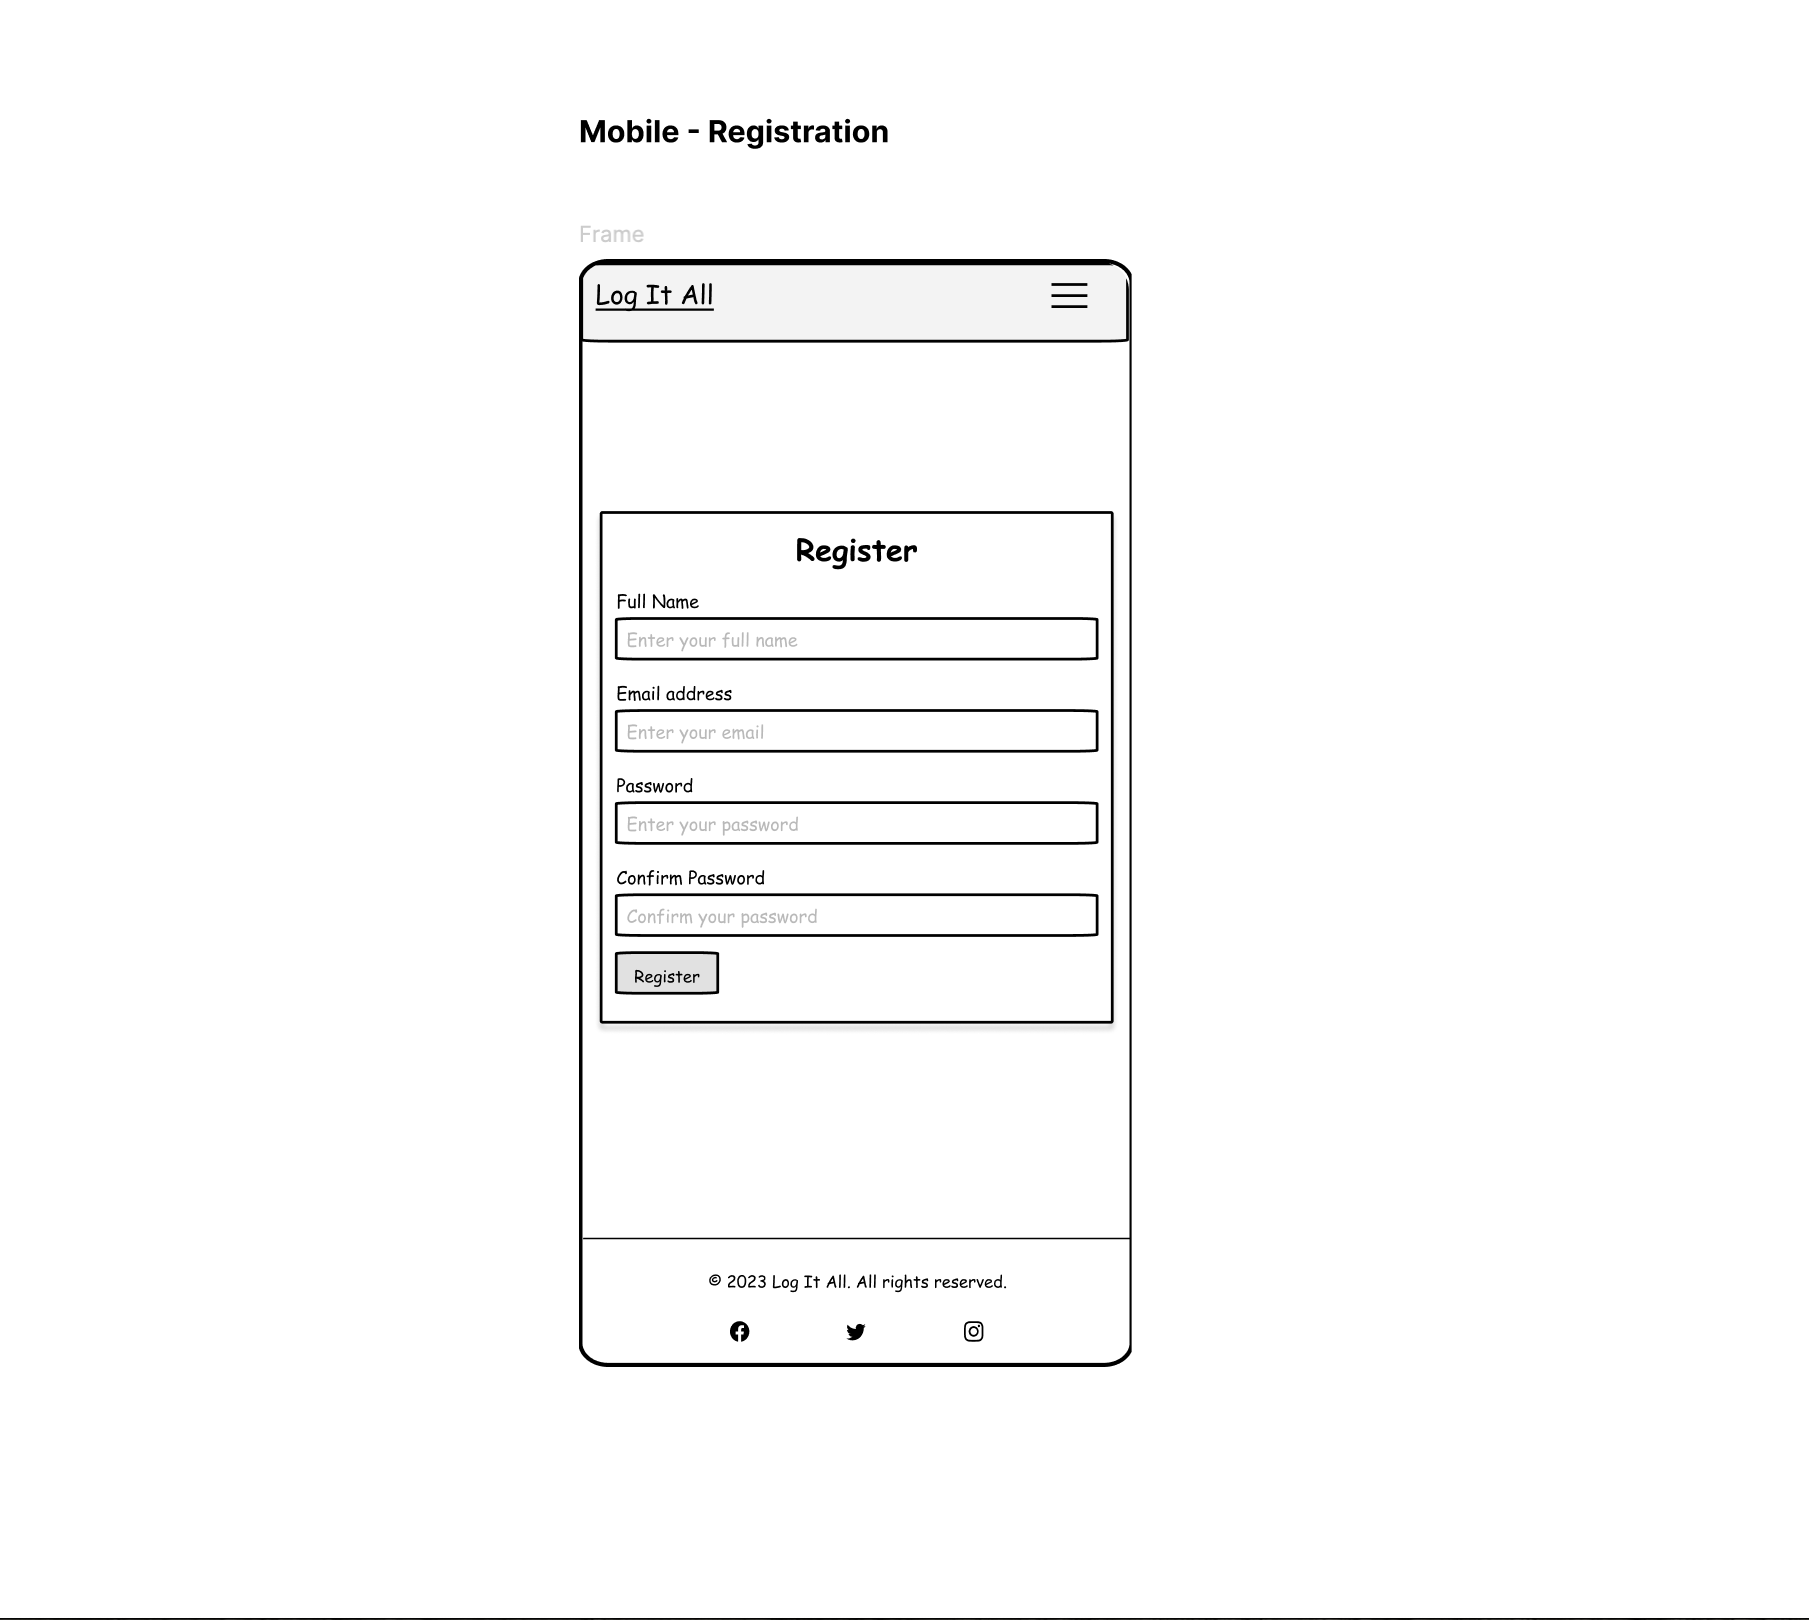 Mobile - Registration
Frame
Log It All
Register
Full Name
Enter your full name
Email address
Enter your email
Password
Enter your password
Confirm Password
Confirm your password
Register
© 2023 Log It All. All rights reserved.